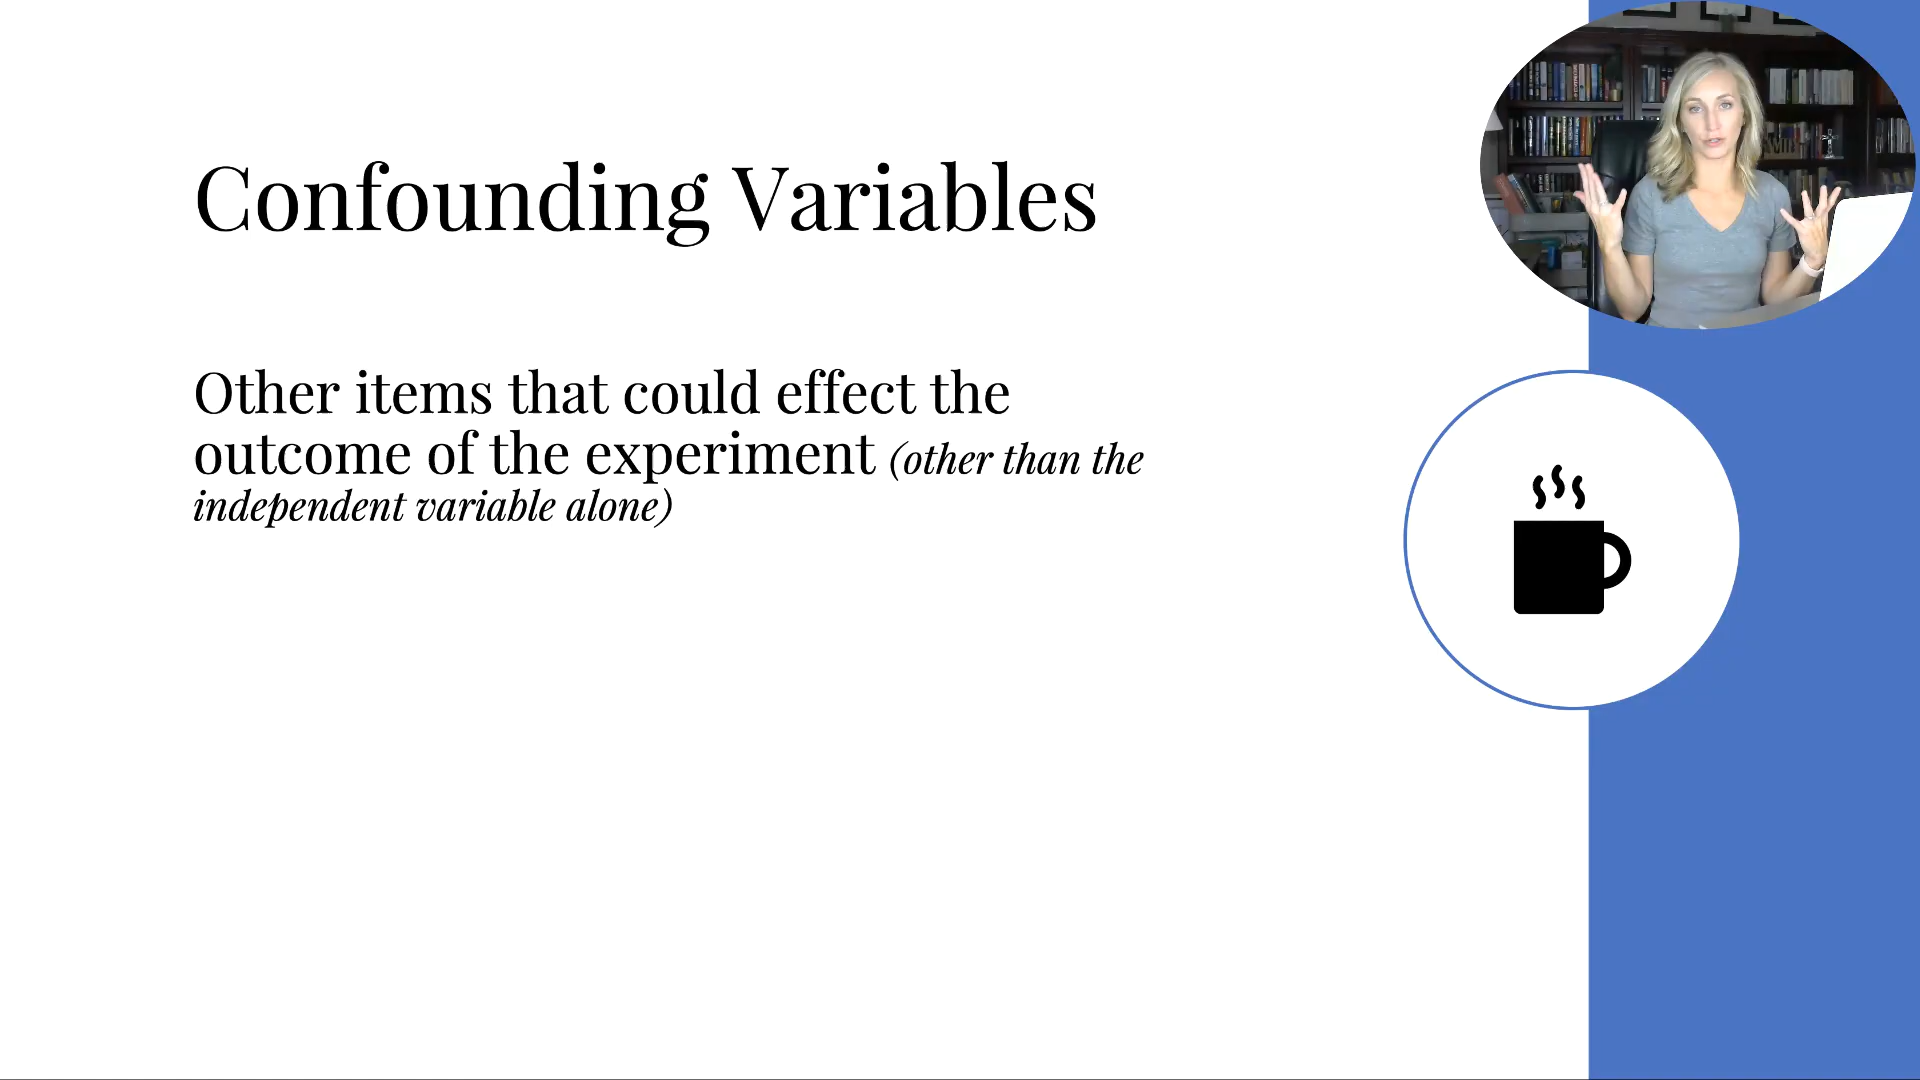 Confounding Variables
Other items that could effect the
outcome of the experiment (other than the
independent variable alone)